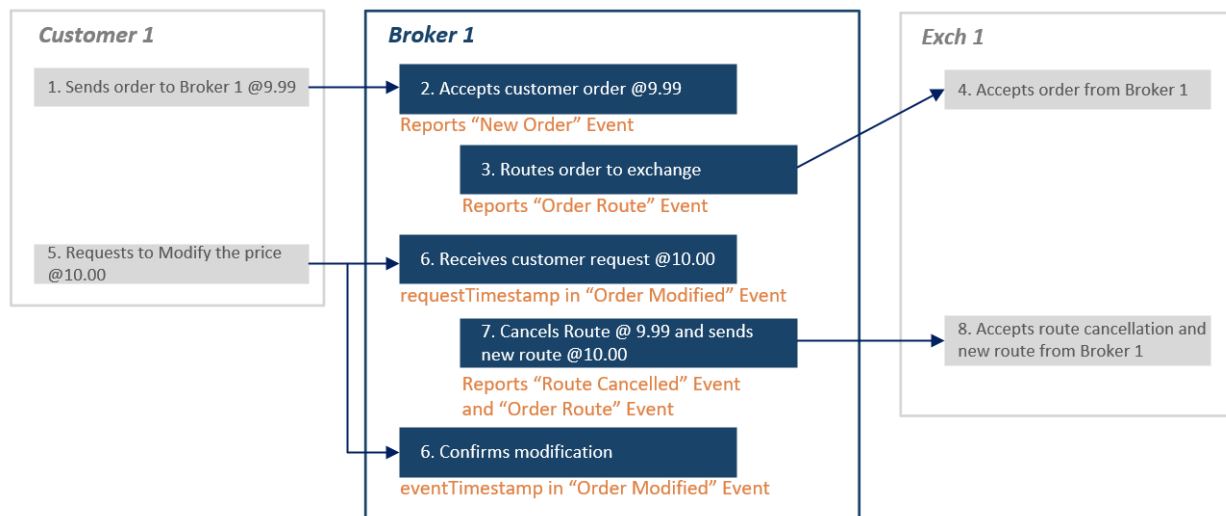 Customer 1
1. Sends order to Broker 1 @9.99
5. Requests to Modify the price
@10.00
Broker 1
2. Accepts customer order @9.99
Reports “New Order” Event
3. Routes order to exchange
Reports “Order Route” Event
6. Receives customer request @10.00
requestTimestamp in “Order Modified” Event
7. Cancels Route @ 9.99 and sends
new route @10.00
Reports “Route Cancelled” Event
and “Order Route” Event
6. Confirms modification
eventTimestamp in “Order Modified” Event
Exch 1
4. Accepts order from Broker 1
8. Accepts route cancellation and
new route from Broker 1